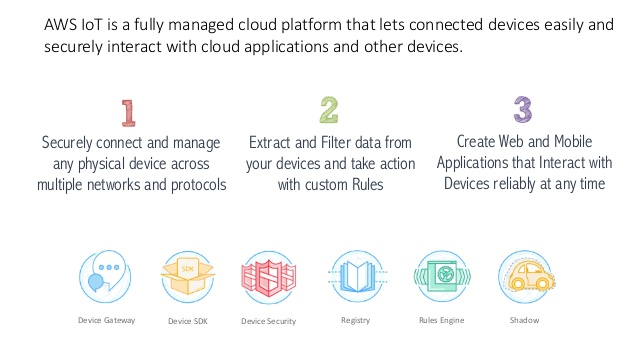 AWS IoT is a fully managed cloud platform that lets connected devices easily and
securely interact with cloud applications and other devices.
1
2
3
Securely connect and manage
any physical device across
multiple networks and protocols
Extract and Filter data from
your devices and take action
with custom Rules
Create Web and Mobile
Applications that Interact with
Devices reliably at any time
SDK
Device Gateway
Device SDK
Device Security
Registry
Rules Engine
Shadow